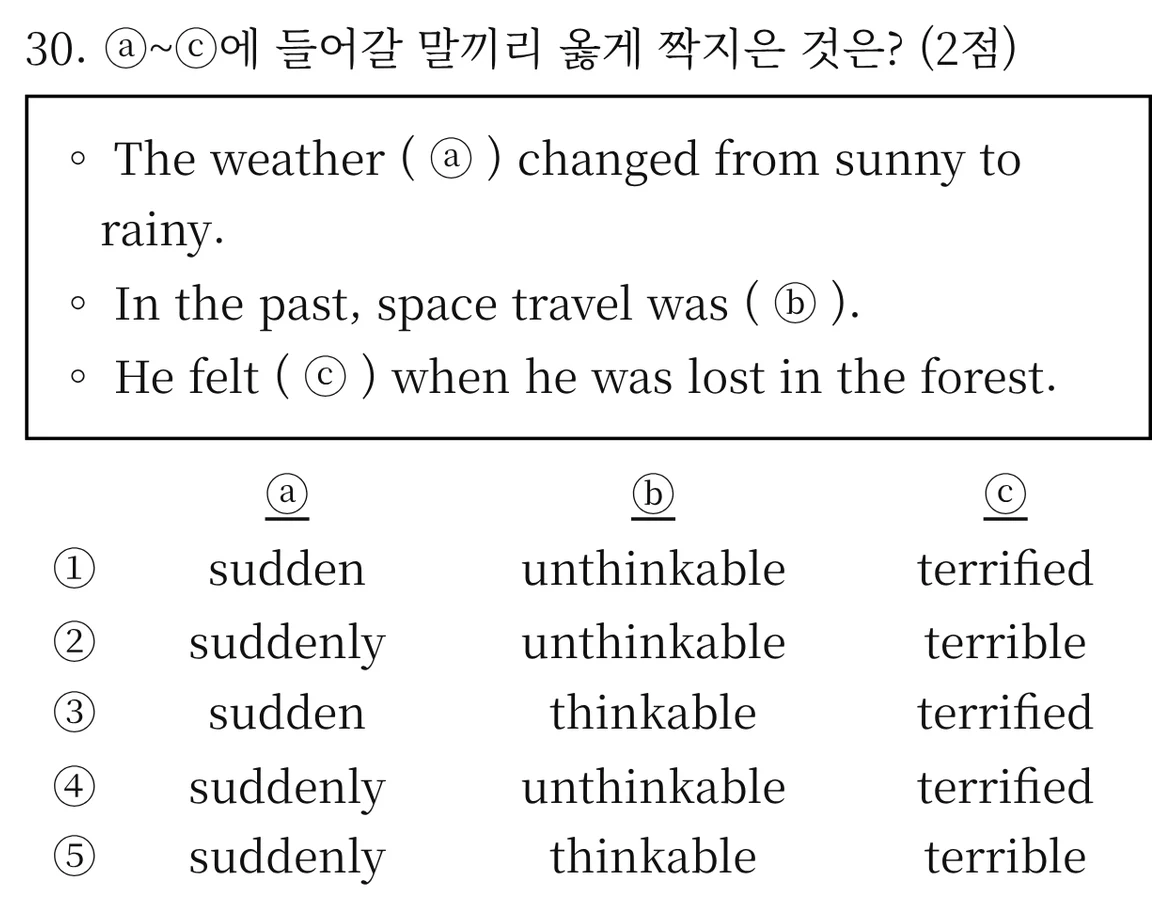 30. ⓐ~ⓒ에 들어갈 말끼리 옳게 짝지은 것은? (2점)
◦ The weather ( ⓐ ) changed from sunny to
rainy.
◦ In the past, space travel was ( ⓑ ).
◦ He felt ( ⓒ ) when he was lost in the forest.
ⓐ ⓑ ⓒ
① sudden unthinkable terrified
② suddenly unthinkable terrible
③ sudden thinkable terrified
④ suddenly unthinkable terrified
⑤ suddenly thinkable terrible